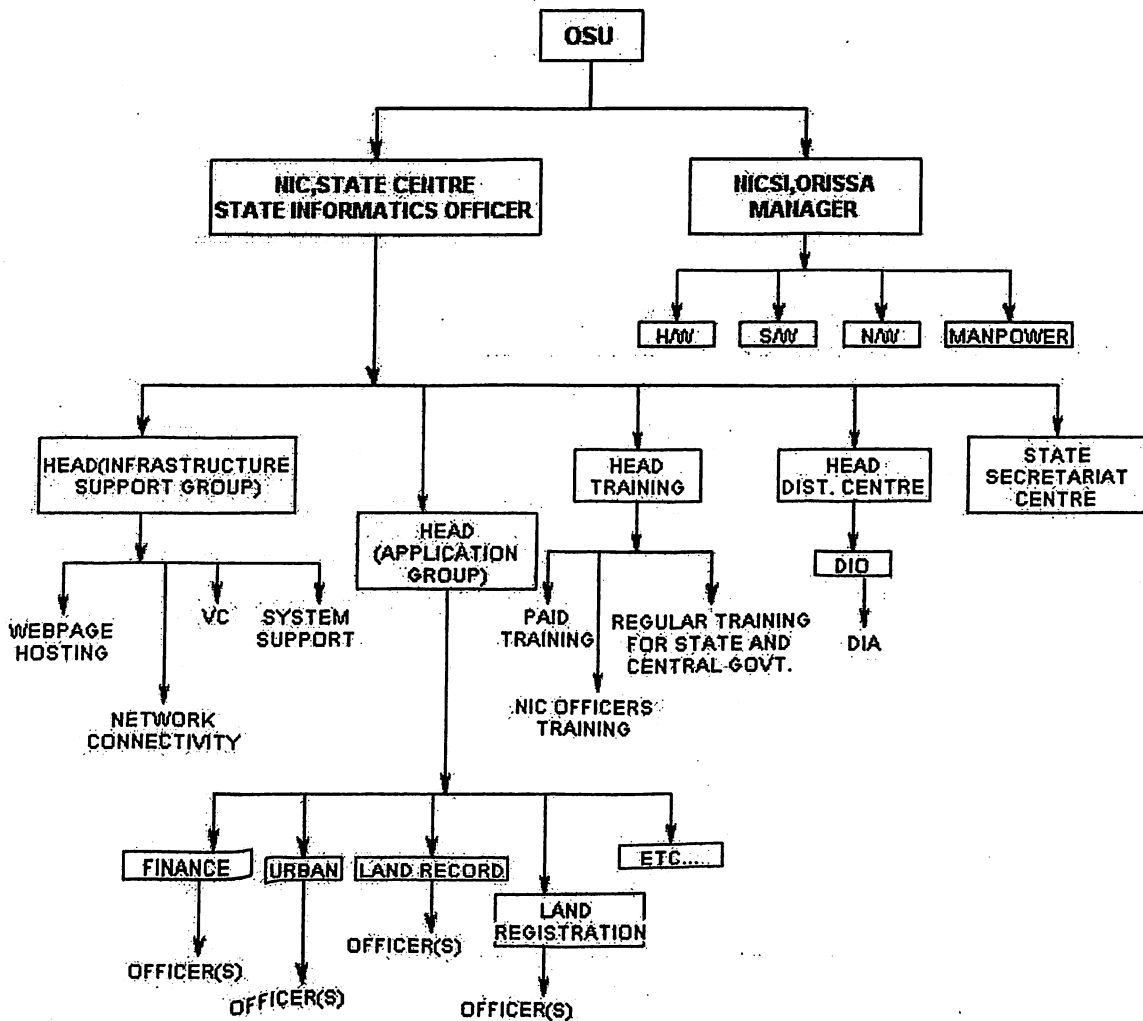 OSU
NIC,STATE CENTRE
STATE INFORMATICS OFFICER
NICSI,ORISSA
MANAGER
H/W
S/W
N/W
MANPOWER
HEAD(INFRASTRUCTURE
SUPPORT GROUP)
HEAD
(APPLICATION
GROUP)
HEAD
TRAINING
HEAD
DIST. CENTRE
STATE
SECRETARIAT
CENTRE
WEBPAGE
HOSTING
NETWORK
CONNECTIVITY
VC
SYSTEM
SUPPORT
PAID
TRAINING
NIC OFFICERS
TRAINING
REGULAR TRAINING
FOR STATE AND
CENTRAL GOVT.
DIO
DIA
FINANCE
URBAN
LAND RECORD
LAND
REGISTRATION
ETC.....
OFFICER(S)
OFFICER(S)
OFFICER(S)
OFFICER(S)